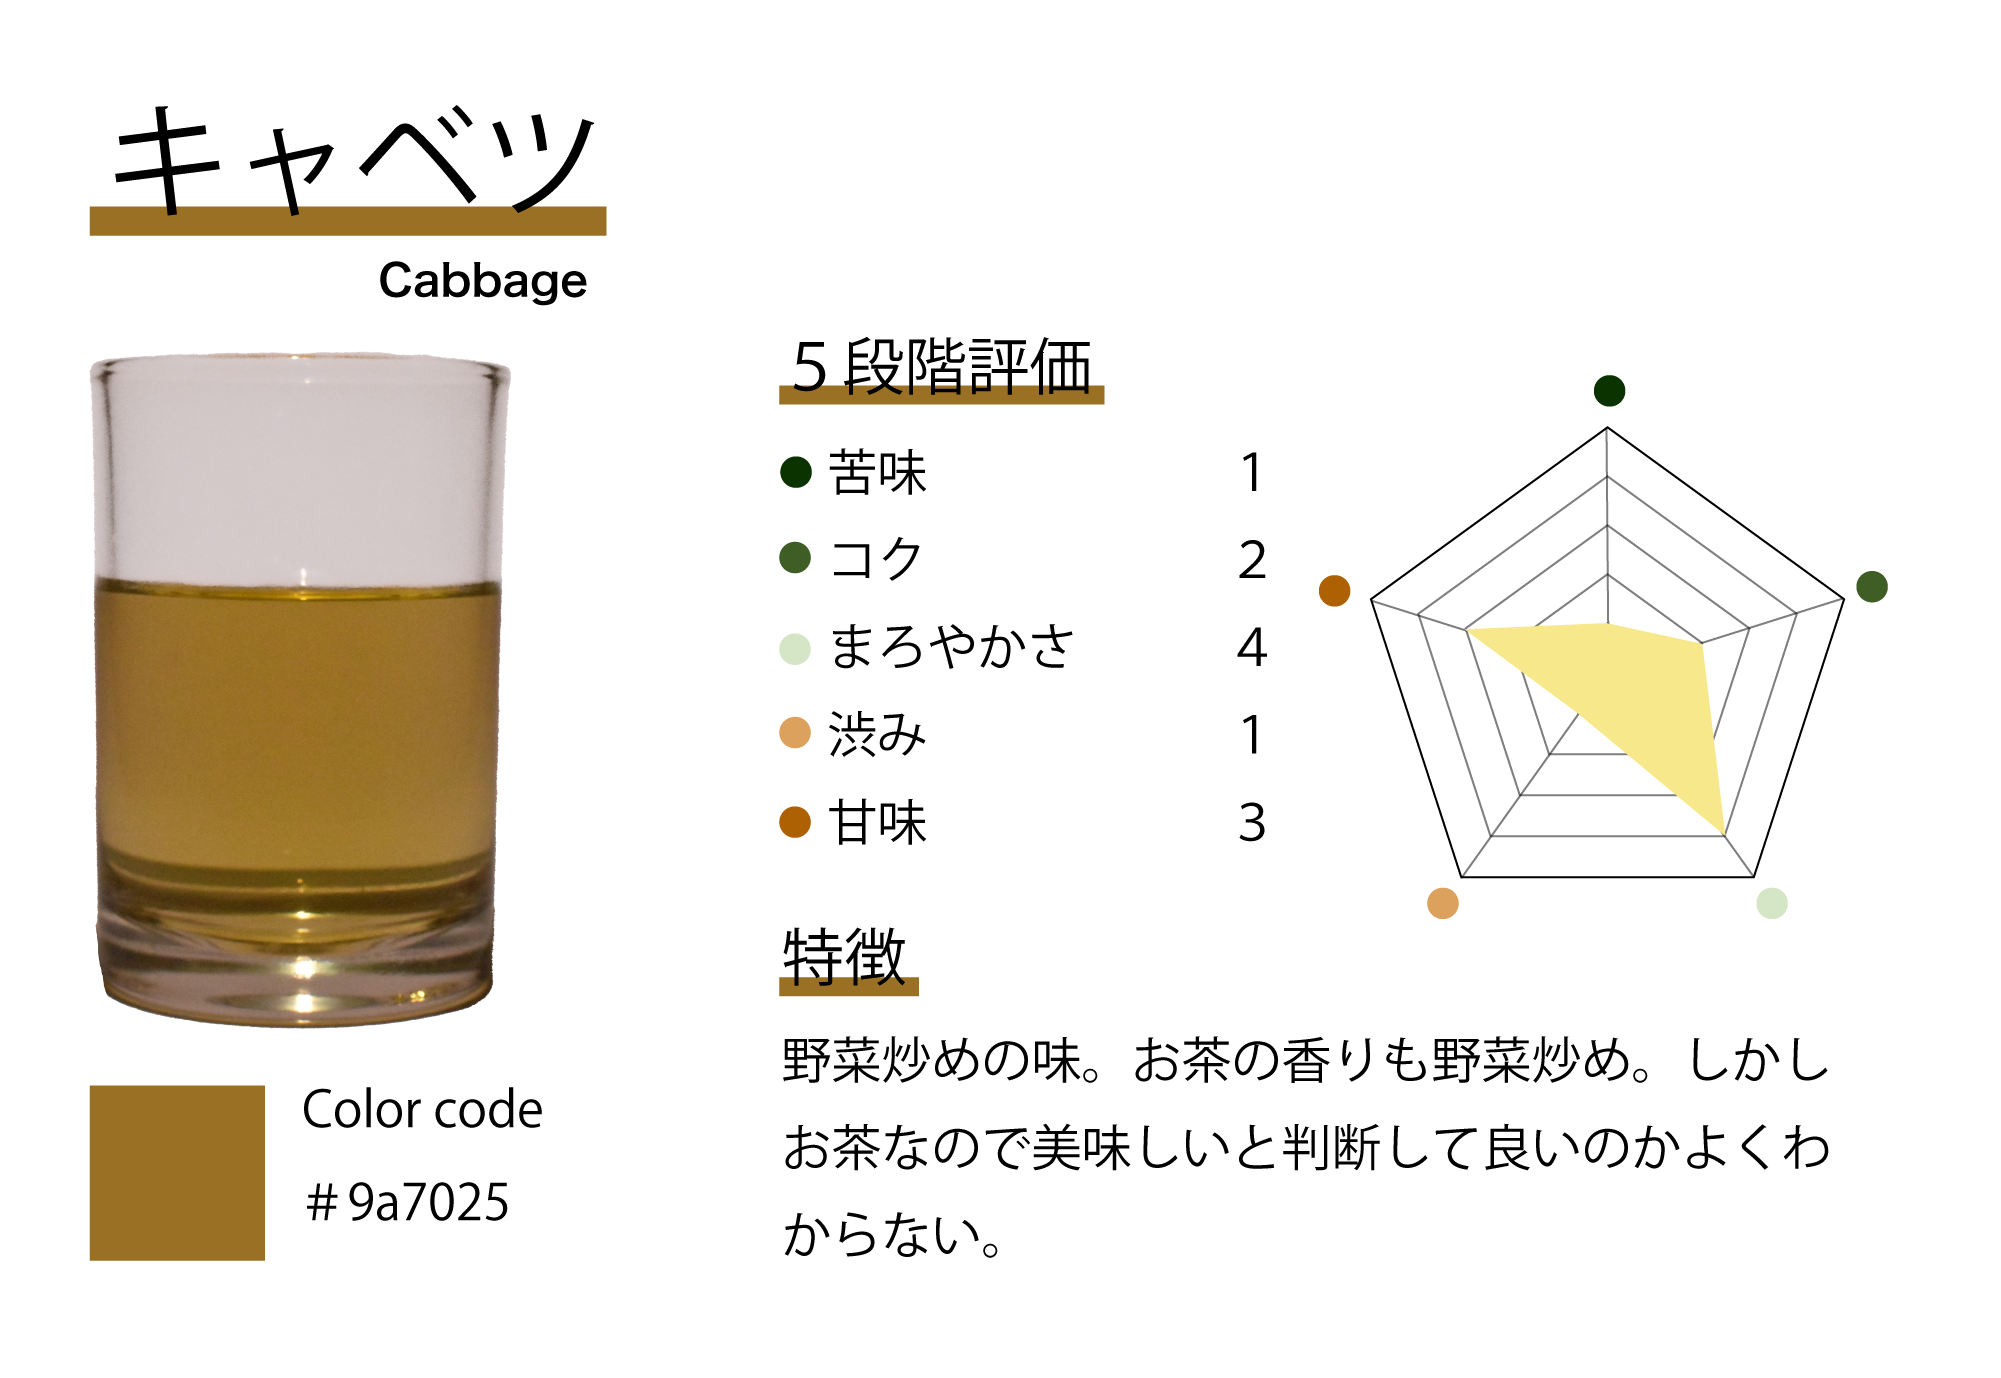 キャベツ
Cabbage
５段階評価
苦味 1
コク 2
まろやかさ 4
渋み 1
甘味 3
特徴
野菜炒めの味。お茶の香りも野菜炒め。しかし
お茶なので美味しいと判断して良いのかよくわ
からない。
Color code
＃9a7025